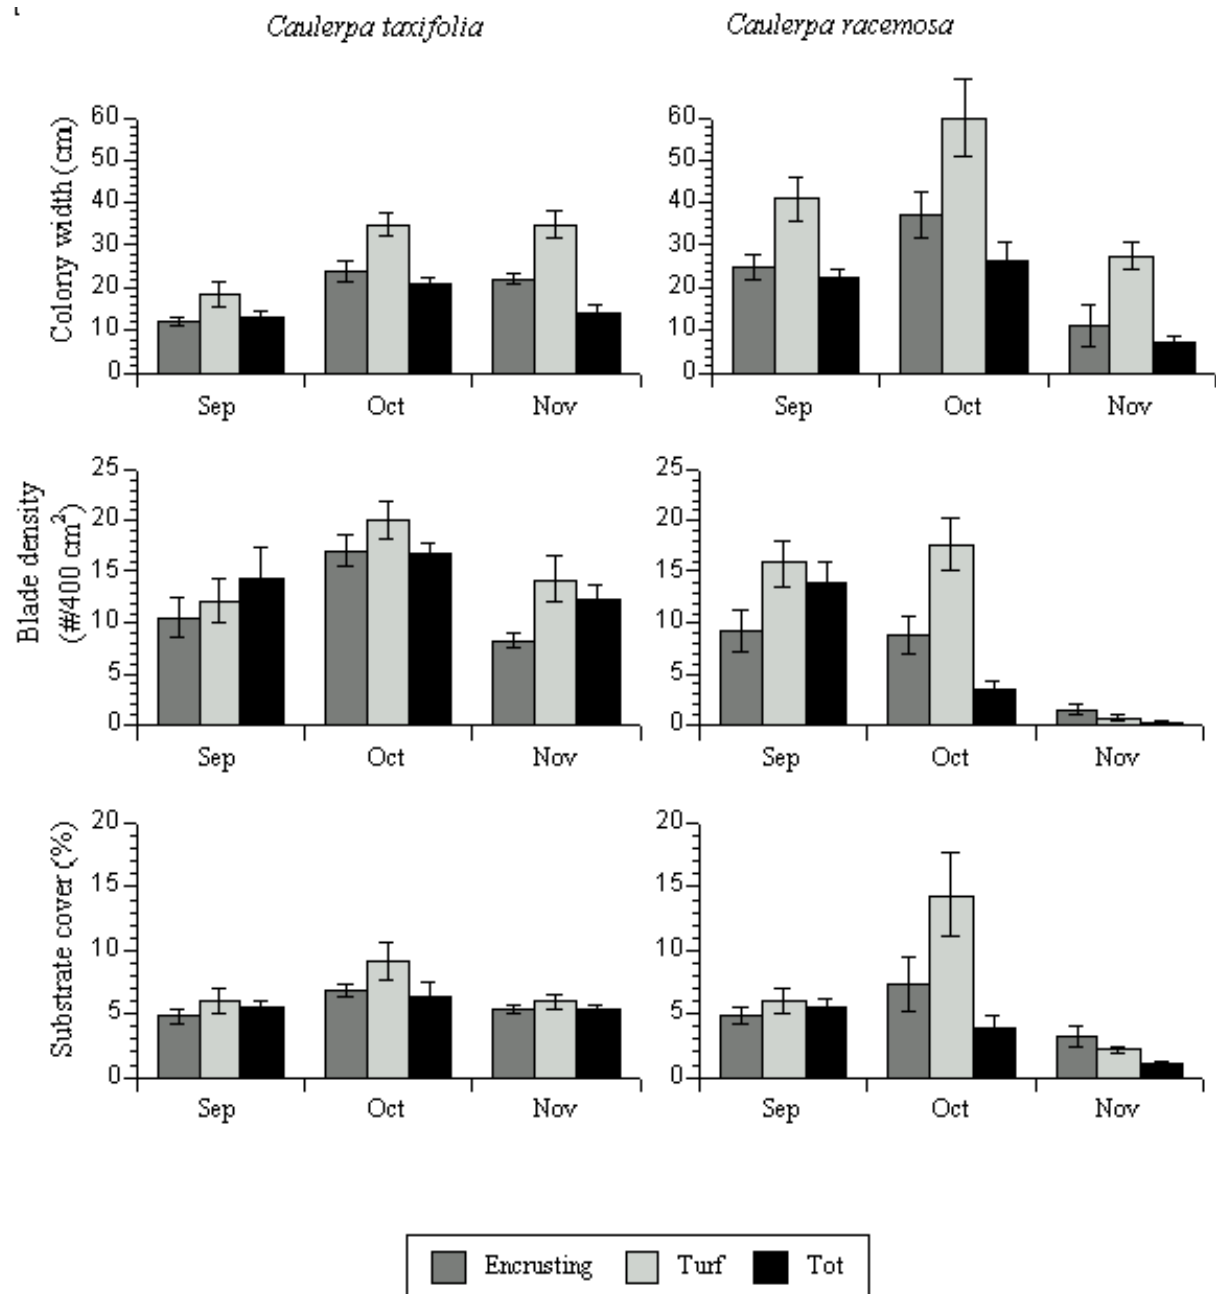 Caulerpa taxifolia
Caulerpa racemosa
Colony width (cm)
60
50
40
30
20
10
0
Sep
Oct
Nov
60
50
40
30
20
10
0
Sep
Oct
Nov
Blade density
(#/400 cm²)
25
20
15
10
5
0
Sep
Oct
Nov
25
20
15
10
5
0
Sep
Oct
Nov
Substrate cover (%)
20
15
10
5
0
Sep
Oct
Nov
20
15
10
5
0
Sep
Oct
Nov
Encrusting
Turf
Tot